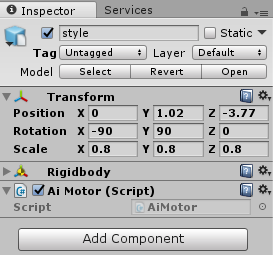 Inspector Services
style Static
Tag Untagged Layer Default
Model Select Revert Open
Transform
Position X 0 Y 1.02 Z -3.77
Rotation X -90 Y 90 Z 0
Scale X 0.8 Y 0.8 Z 0.8
Rigidbody
Ai Motor (Script)
Script AiMotor
Add Component